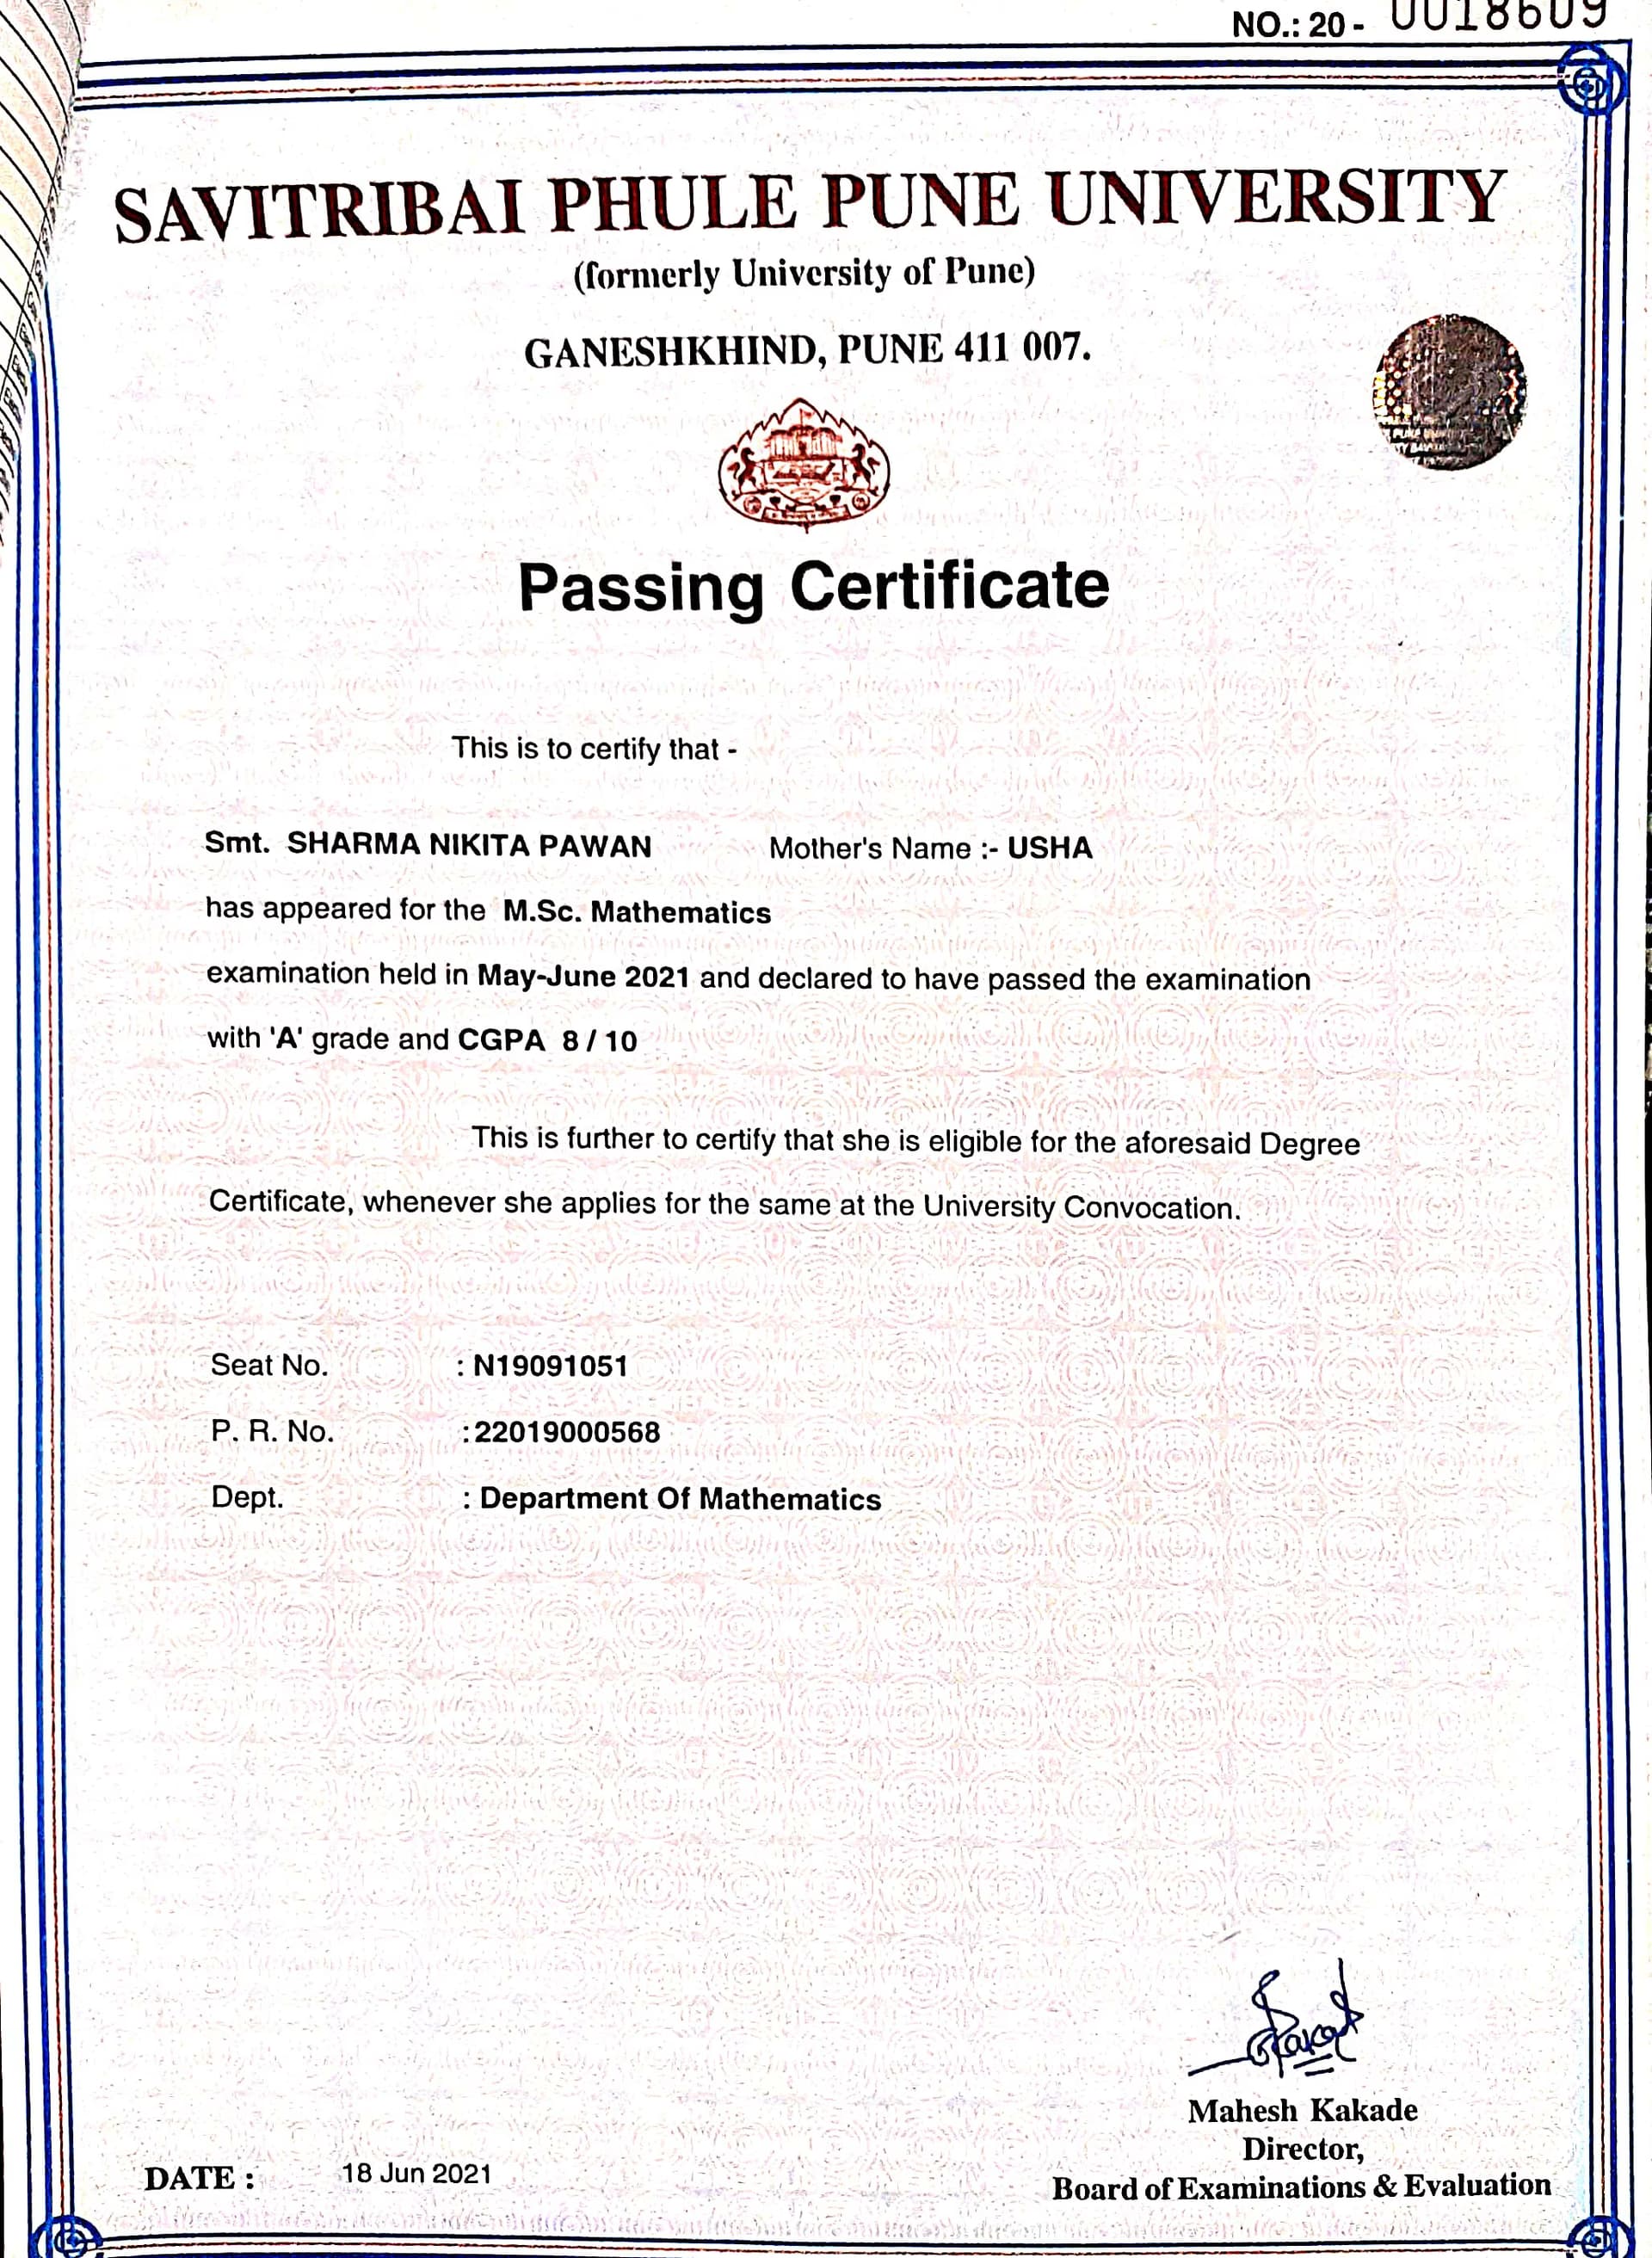 NO.: 20 - 0018609
SAVITRIBAI PHULE PUNE UNIVERSITY
(formerly University of Pune)
GANESHKHIND, PUNE 411 007.
Passing Certificate
This is to certify that -
Smt. SHARMA NIKITA PAWAN Mother's Name :- USHA
has appeared for the M.Sc. Mathematics
examination held in May-June 2021 and declared to have passed the examination
with 'A' grade and CGPA 8 / 10
This is further to certify that she is eligible for the aforesaid Degree
Certificate, whenever she applies for the same at the University Convocation.
Seat No. : N19091051
P. R. No. : 22019000568
Dept. : Department Of Mathematics
Mahesh Kakade
Director,
Board of Examinations & Evaluation
DATE : 18 Jun 2021